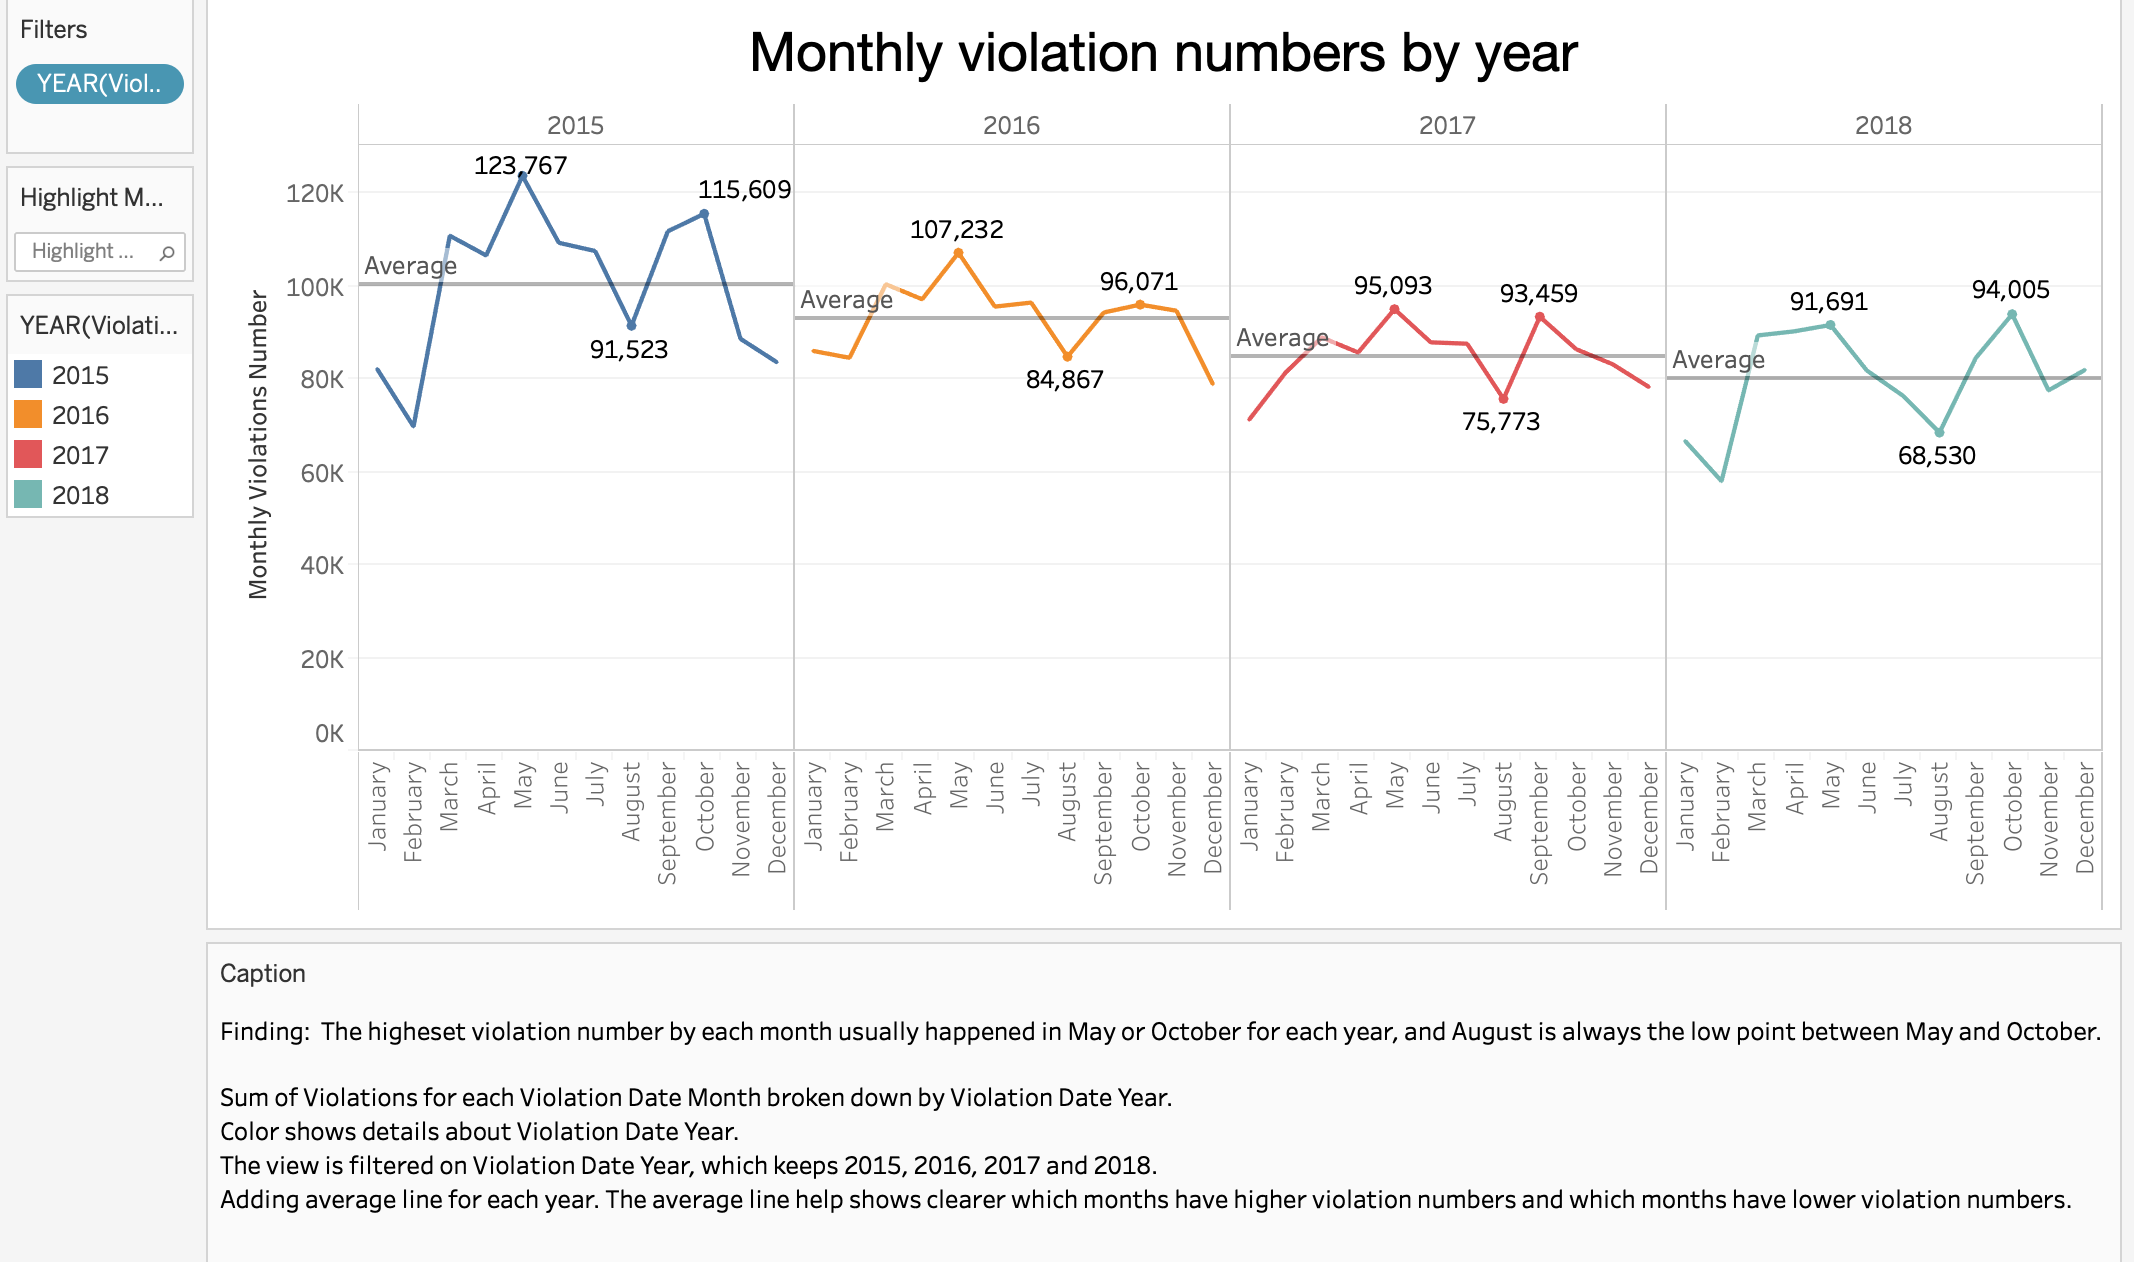 Filters
YEAR(Viol..
Highlight M...
Highlight ...
YEAR(Violati...
2015
2016
2017
2018
Monthly violation numbers by year
2015 2016 2017 2018
Monthly Violations Number
120K
100K
80K
60K
40K
20K
0K
123,767
115,609
Average
91,523
107,232
96,071
Average
84,867
95,093
93,459
Average
75,773
91,691
94,005
Average
68,530
January February March April May June July August September October November December
January February March April May June July August September October November December
January February March April May June July August September October November December
January February March April May June July August September October November December
Caption
Finding: The higheset violation number by each month usually happened in May or October for each year, and August is always the low point between May and October.
Sum of Violations for each Violation Date Month broken down by Violation Date Year.
Color shows details about Violation Date Year.
The view is filtered on Violation Date Year, which keeps 2015, 2016, 2017 and 2018.
Adding average line for each year. The average line help shows clearer which months have higher violation numbers and which months have lower violation numbers.